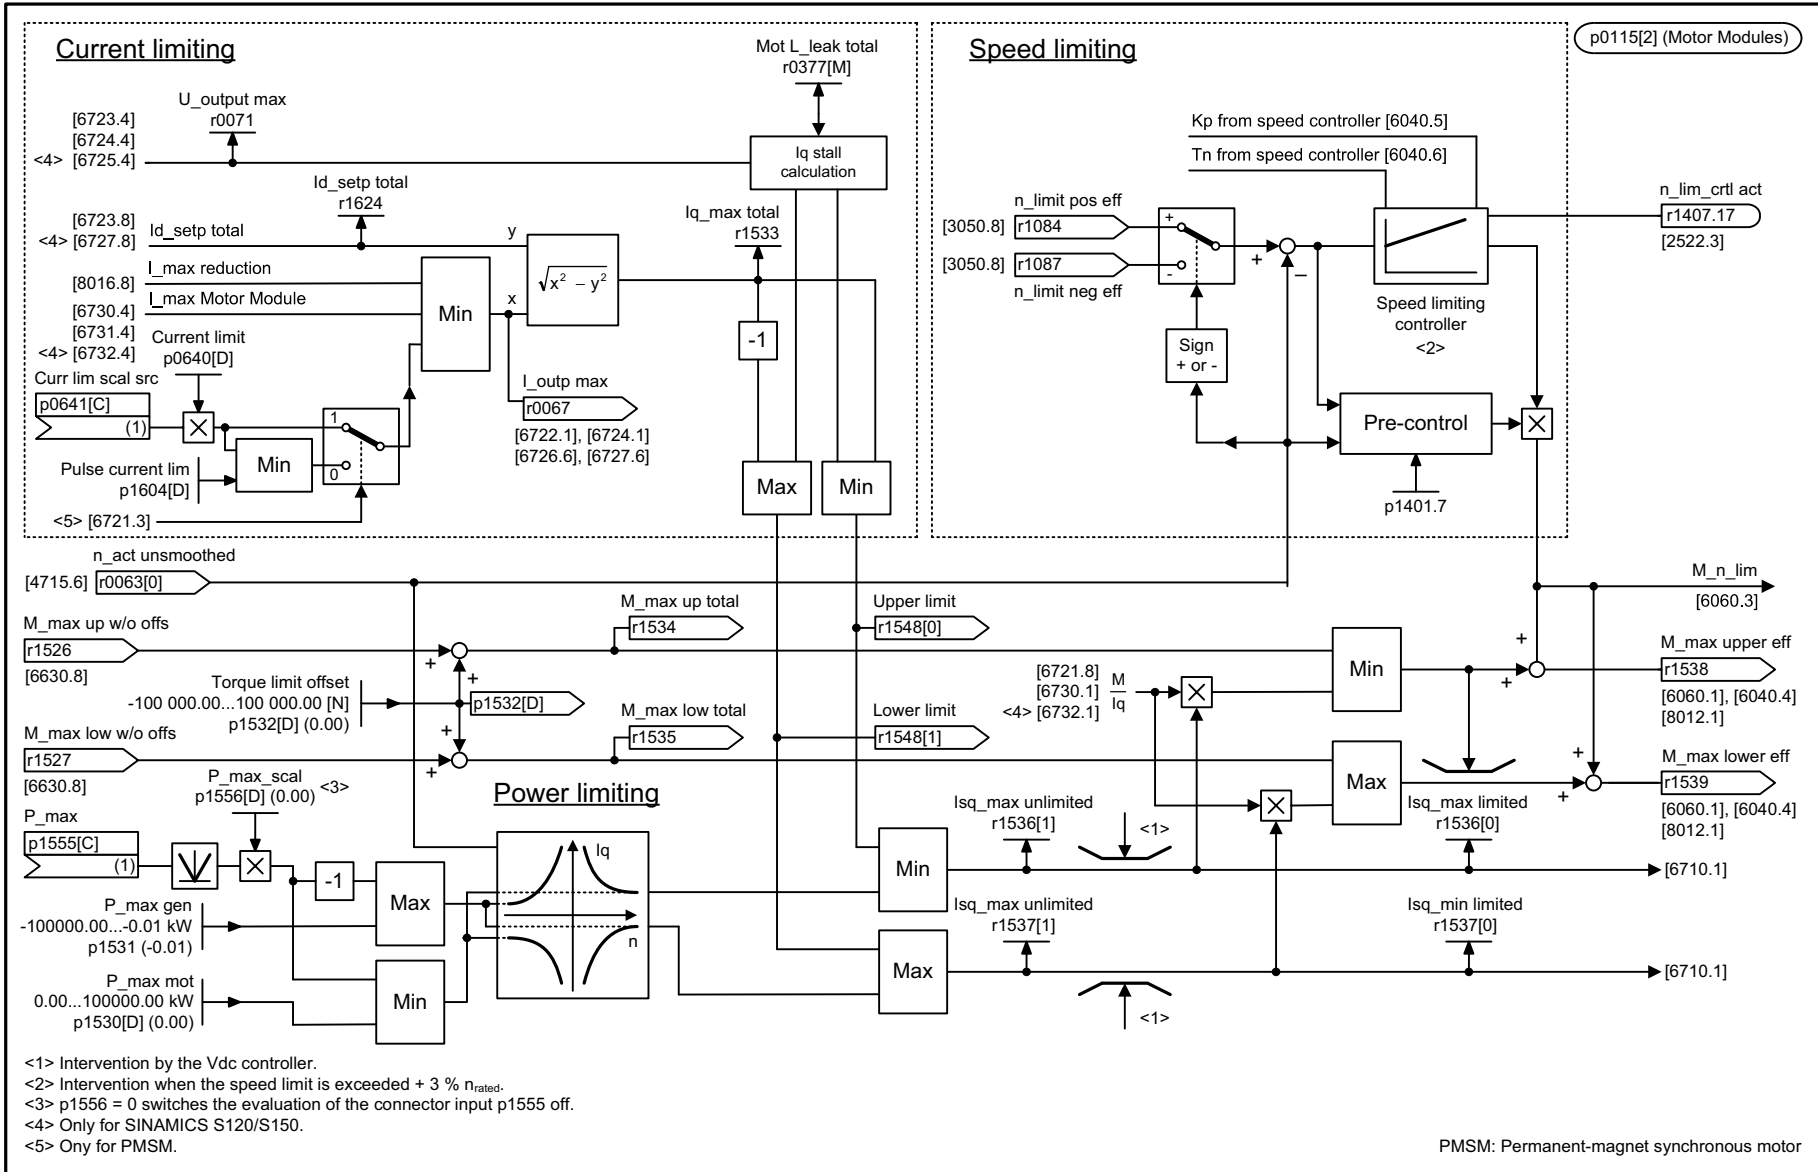 Current limiting
Mot L_leak total
r0377[M]
Speed limiting
p0115[2] (Motor Modules)
U_output max
r0071
[6723.4]
[6724.4]
<4> [6725.4]
Iq stall
calculation
Kp from speed controller [6040.5]
Tn from speed controller [6040.6]
Id_setp total
r1624
[6723.8]
<4> [6727.8]
Id_setp total
y
Iq_max total
r1533
n_limit pos eff
[3050.8]
r1084
+
+
–
n_lim_crtl act
r1407.17
[2522.3]
[3050.8]
r1087
-
n_limit neg eff
I_max reduction
[8016.8]
I_max Motor Module
[6730.4]
[6731.4]
<4> [6732.4]
Min
x
√x² – y²
-1
Speed limiting
controller
<2>
Sign
+ or -
Current limit
p0640[D]
Curr lim scal src
p0641[C]
(1)
×
1
0
I_outp max
r0067
[6722.1], [6724.1]
[6726.6], [6727.6]
Pre-control
×
p1401.7
Min
Pulse current lim
p1604[D]
<5> [6721.3]
Max
Min
n_act unsmoothed
[4715.6]
r0063[0]
M_n_lim
[6060.3]
M_max up w/o offs
r1526
[6630.8]
+
+
M_max up total
r1534
Upper limit
r1548[0]
Min
+
+
M_max upper eff
r1538
[6060.1], [6040.4]
[8012.1]
Torque limit offset
-100 000.00...100 000.00 [N]
p1532[D] (0.00)
p1532[D]
[6721.8]
[6730.1]
<4> [6732.1]
M
Iq
×
M_max low w/o offs
r1527
[6630.8]
+
+
M_max low total
r1535
Lower limit
r1548[1]
Max
+
+
M_max lower eff
r1539
[6060.1], [6040.4]
[8012.1]
×
P_max_scal
p1556[D] (0.00)
<3>
Power limiting
P_max
p1555[C]
(1)
×
-1
Max
Iq
n
Min
Isq_max unlimited
r1536[1]
<1>
Isq_max limited
r1536[0]
[6710.1]
P_max gen
-100000.00...-0.01 kW
p1531 (-0.01)
Max
Isq_max unlimited
r1537[1]
<1>
Isq_min limited
r1537[0]
[6710.1]
P_max mot
0.00...100000.00 kW
p1530[D] (0.00)
Min
<1> Intervention by the Vdc controller.
<2> Intervention when the speed limit is exceeded + 3 % nrated.
<3> p1556 = 0 switches the evaluation of the connector input p1555 off.
<4> Only for SINAMICS S120/S150.
<5> Ony for PMSM.
PMSM: Permanent-magnet synchronous motor